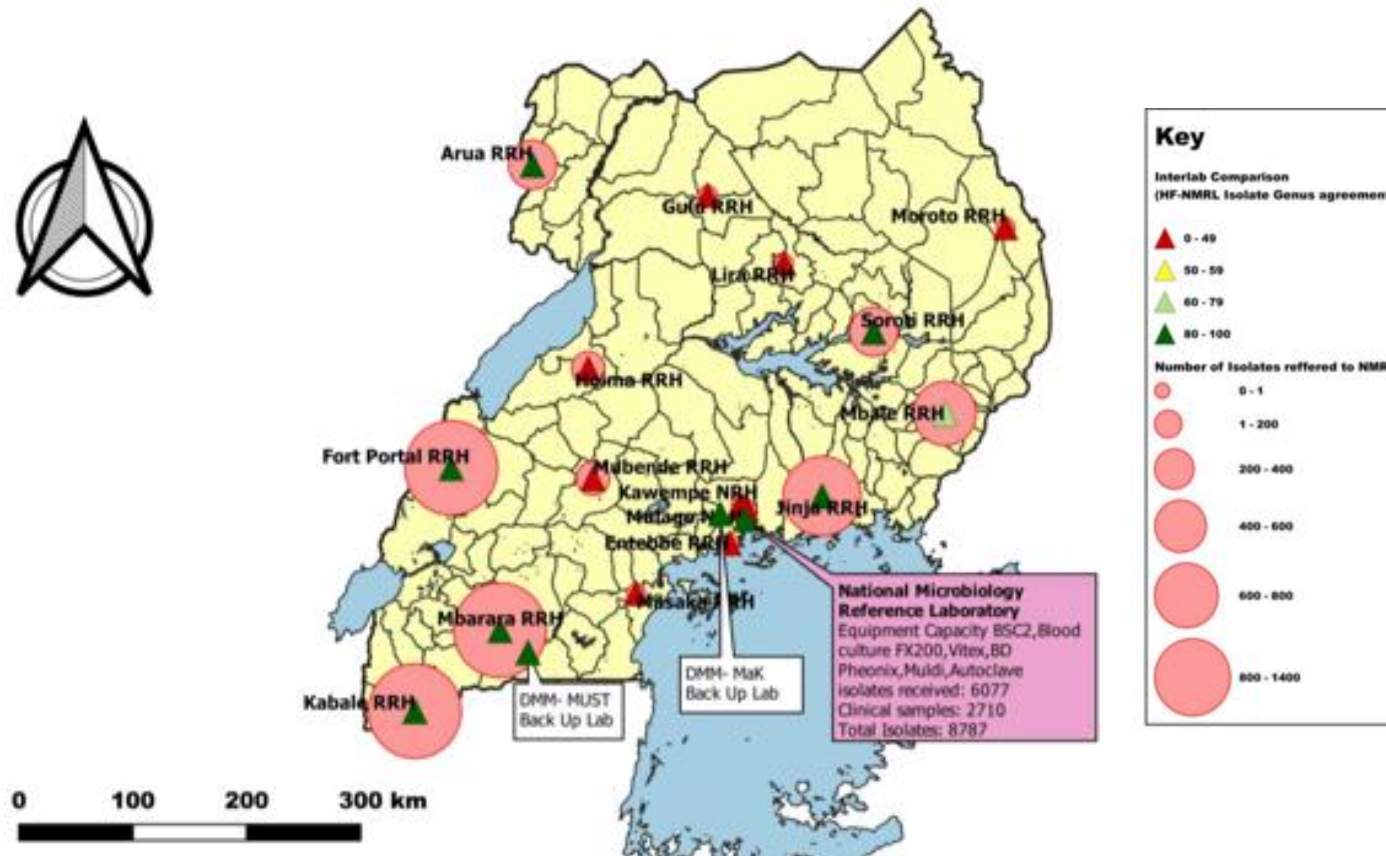 Arua RRH
Gulu RRH
Moroto RRH
Lira RRH
Soroti RRH
Hoima RRH
Mbale RRH
Fort Portal RRH
Mubende RRH
Kawempe NRH
Jinja RRH
Mulago NRH
Entebbe RRH
Masaka RRH
Mbarara RRH
Kabale RRH
DMM- MUST
Back Up Lab
DMM- MaK
Back Up Lab
National Microbiology
Reference Laboratory
Equipment Capacity BSC2,Blood
culture FX200,Vitex,BD
Pheonix,Muldi,Autoclave
isolates received: 6077
Clinical samples: 2710
Total Isolates: 8787
0 100 200 300 km
Key
Interlab Comparison
(HF-NMRL Isolate Genus agreement
0 - 49
50 - 59
60 - 79
80 - 100
Number of Isolates reffered to NMR
0 - 1
1 - 200
200 - 400
400 - 600
600 - 800
800 - 1400